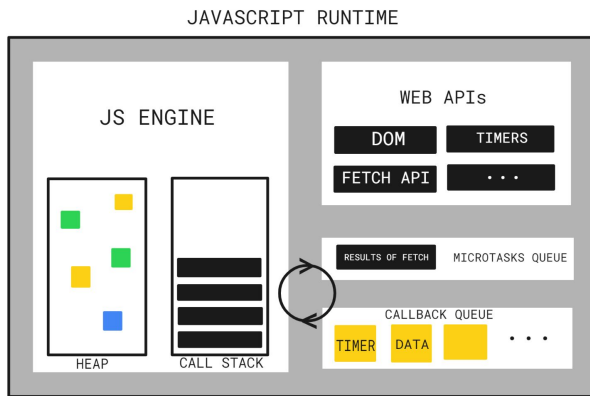 JAVASCRIPT RUNTIME
JS ENGINE
HEAP
CALL STACK
WEB APIs
DOM
TIMERS
FETCH API
...
RESULTS OF FETCH
MICROTASKS QUEUE
CALLBACK QUEUE
TIMER
DATA
...